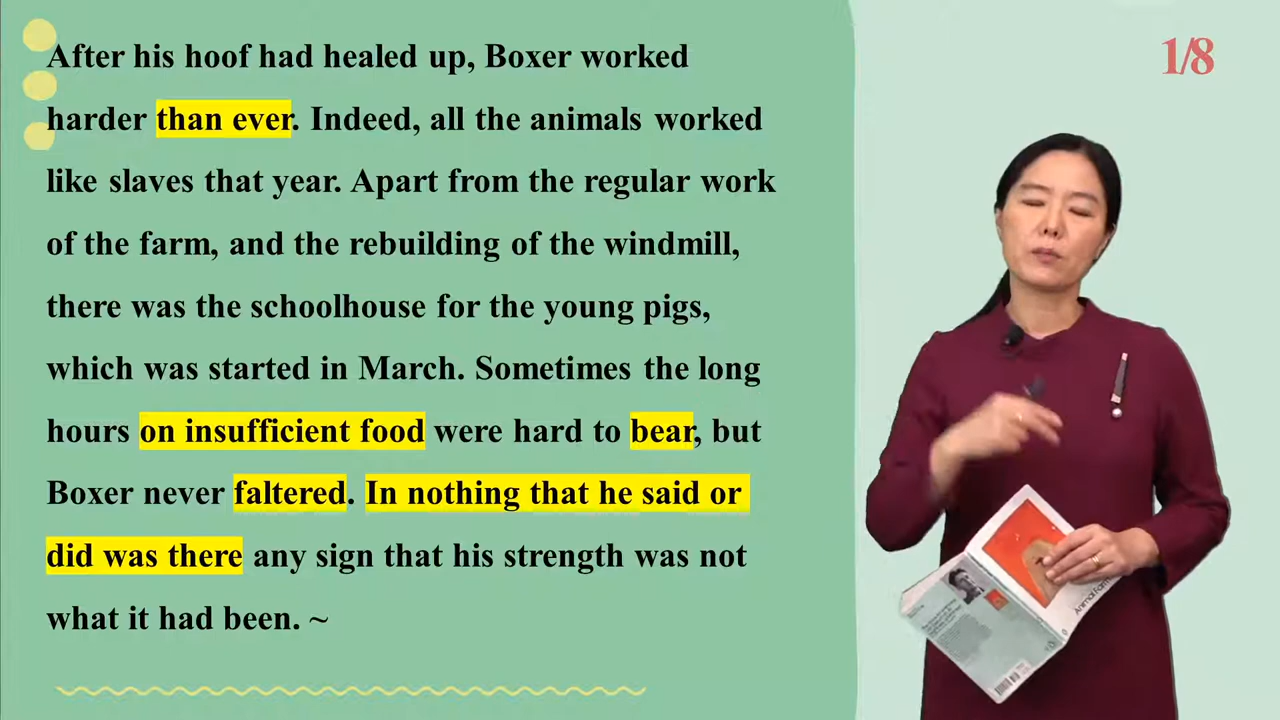 After his hoof had healed up, Boxer worked
harder than ever. Indeed, all the animals worked
like slaves that year. Apart from the regular work
of the farm, and the rebuilding of the windmill,
there was the schoolhouse for the young pigs,
which was started in March. Sometimes the long
hours on insufficient food were hard to bear, but
Boxer never faltered. In nothing that he said or
did was there any sign that his strength was not
what it had been. ~
1/8
Animal Farm